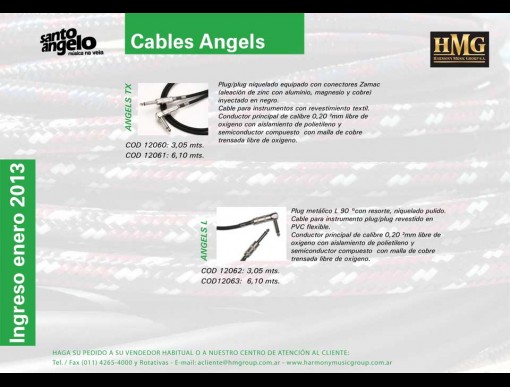 santo
angelo
música na veia
Cables Angels
HMG
HARMONY MUSIC GROUP S.A.
ANGELS TX
Plug/plug niquelado equipado con conectores Zamac
(aleación de zinc con aluminio, magnesio y cobre)
inyectado en negro.
Cable para instrumentos con revestimiento textil.
Conductor principal de calibre 0,20 ²mm libre de
oxígeno con aislamiento de polietileno y
semiconductor compuesto con malla de cobre
trensada libre de oxígeno.
COD 12060: 3,05 mts.
COD 12061: 6,10 mts.
Ingreso enero 2013
ANGELS L
Plug metálico L 90 °con resorte, niquelado pulido.
Cable para instrumento plug/plug revestido en
PVC flexible.
Conductor principal de calibre 0,20 ²mm libre de
oxígeno con aislamiento de polietileno y
semiconductor compuesto con malla de cobre
trensada libre de oxígeno.
COD 12062: 3,05 mts.
COD12063: 6,10 mts.
HAGA SU PEDIDO A SU VENDEDOR HABITUAL O A NUESTRO CENTRO DE ATENCIÓN AL CLIENTE:
Tel. / Fax (011) 4265-4000 y Rotativas - E-mail: acliente@hmgroup.com.ar - www.harmonymusicgroup.com.ar